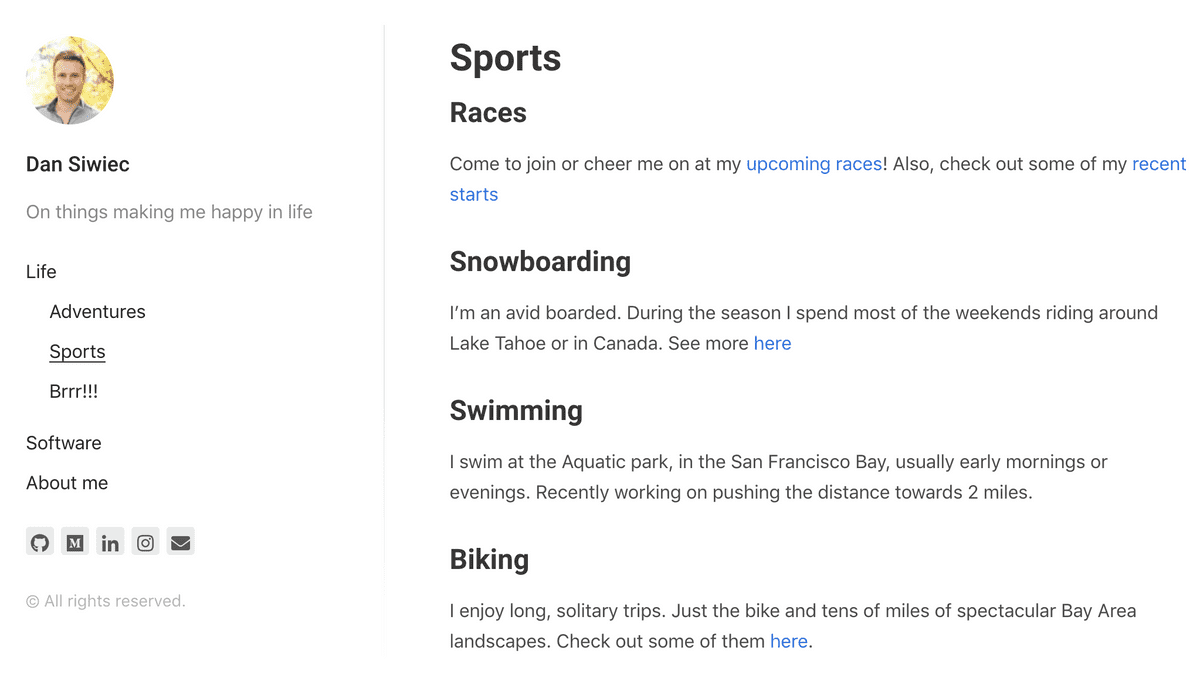 Dan Siwiec
On things making me happy in life
Life
Adventures
Sports
Brrr!!!
Software
About me
M in
© All rights reserved.
Sports
Races
Come to join or cheer me on at my upcoming races! Also, check out some of my recent
starts
Snowboarding
I’m an avid boarded. During the season I spend most of the weekends riding around
Lake Tahoe or in Canada. See more here
Swimming
I swim at the Aquatic park, in the San Francisco Bay, usually early mornings or
evenings. Recently working on pushing the distance towards 2 miles.
Biking
I enjoy long, solitary trips. Just the bike and tens of miles of spectacular Bay Area
landscapes. Check out some of them here.